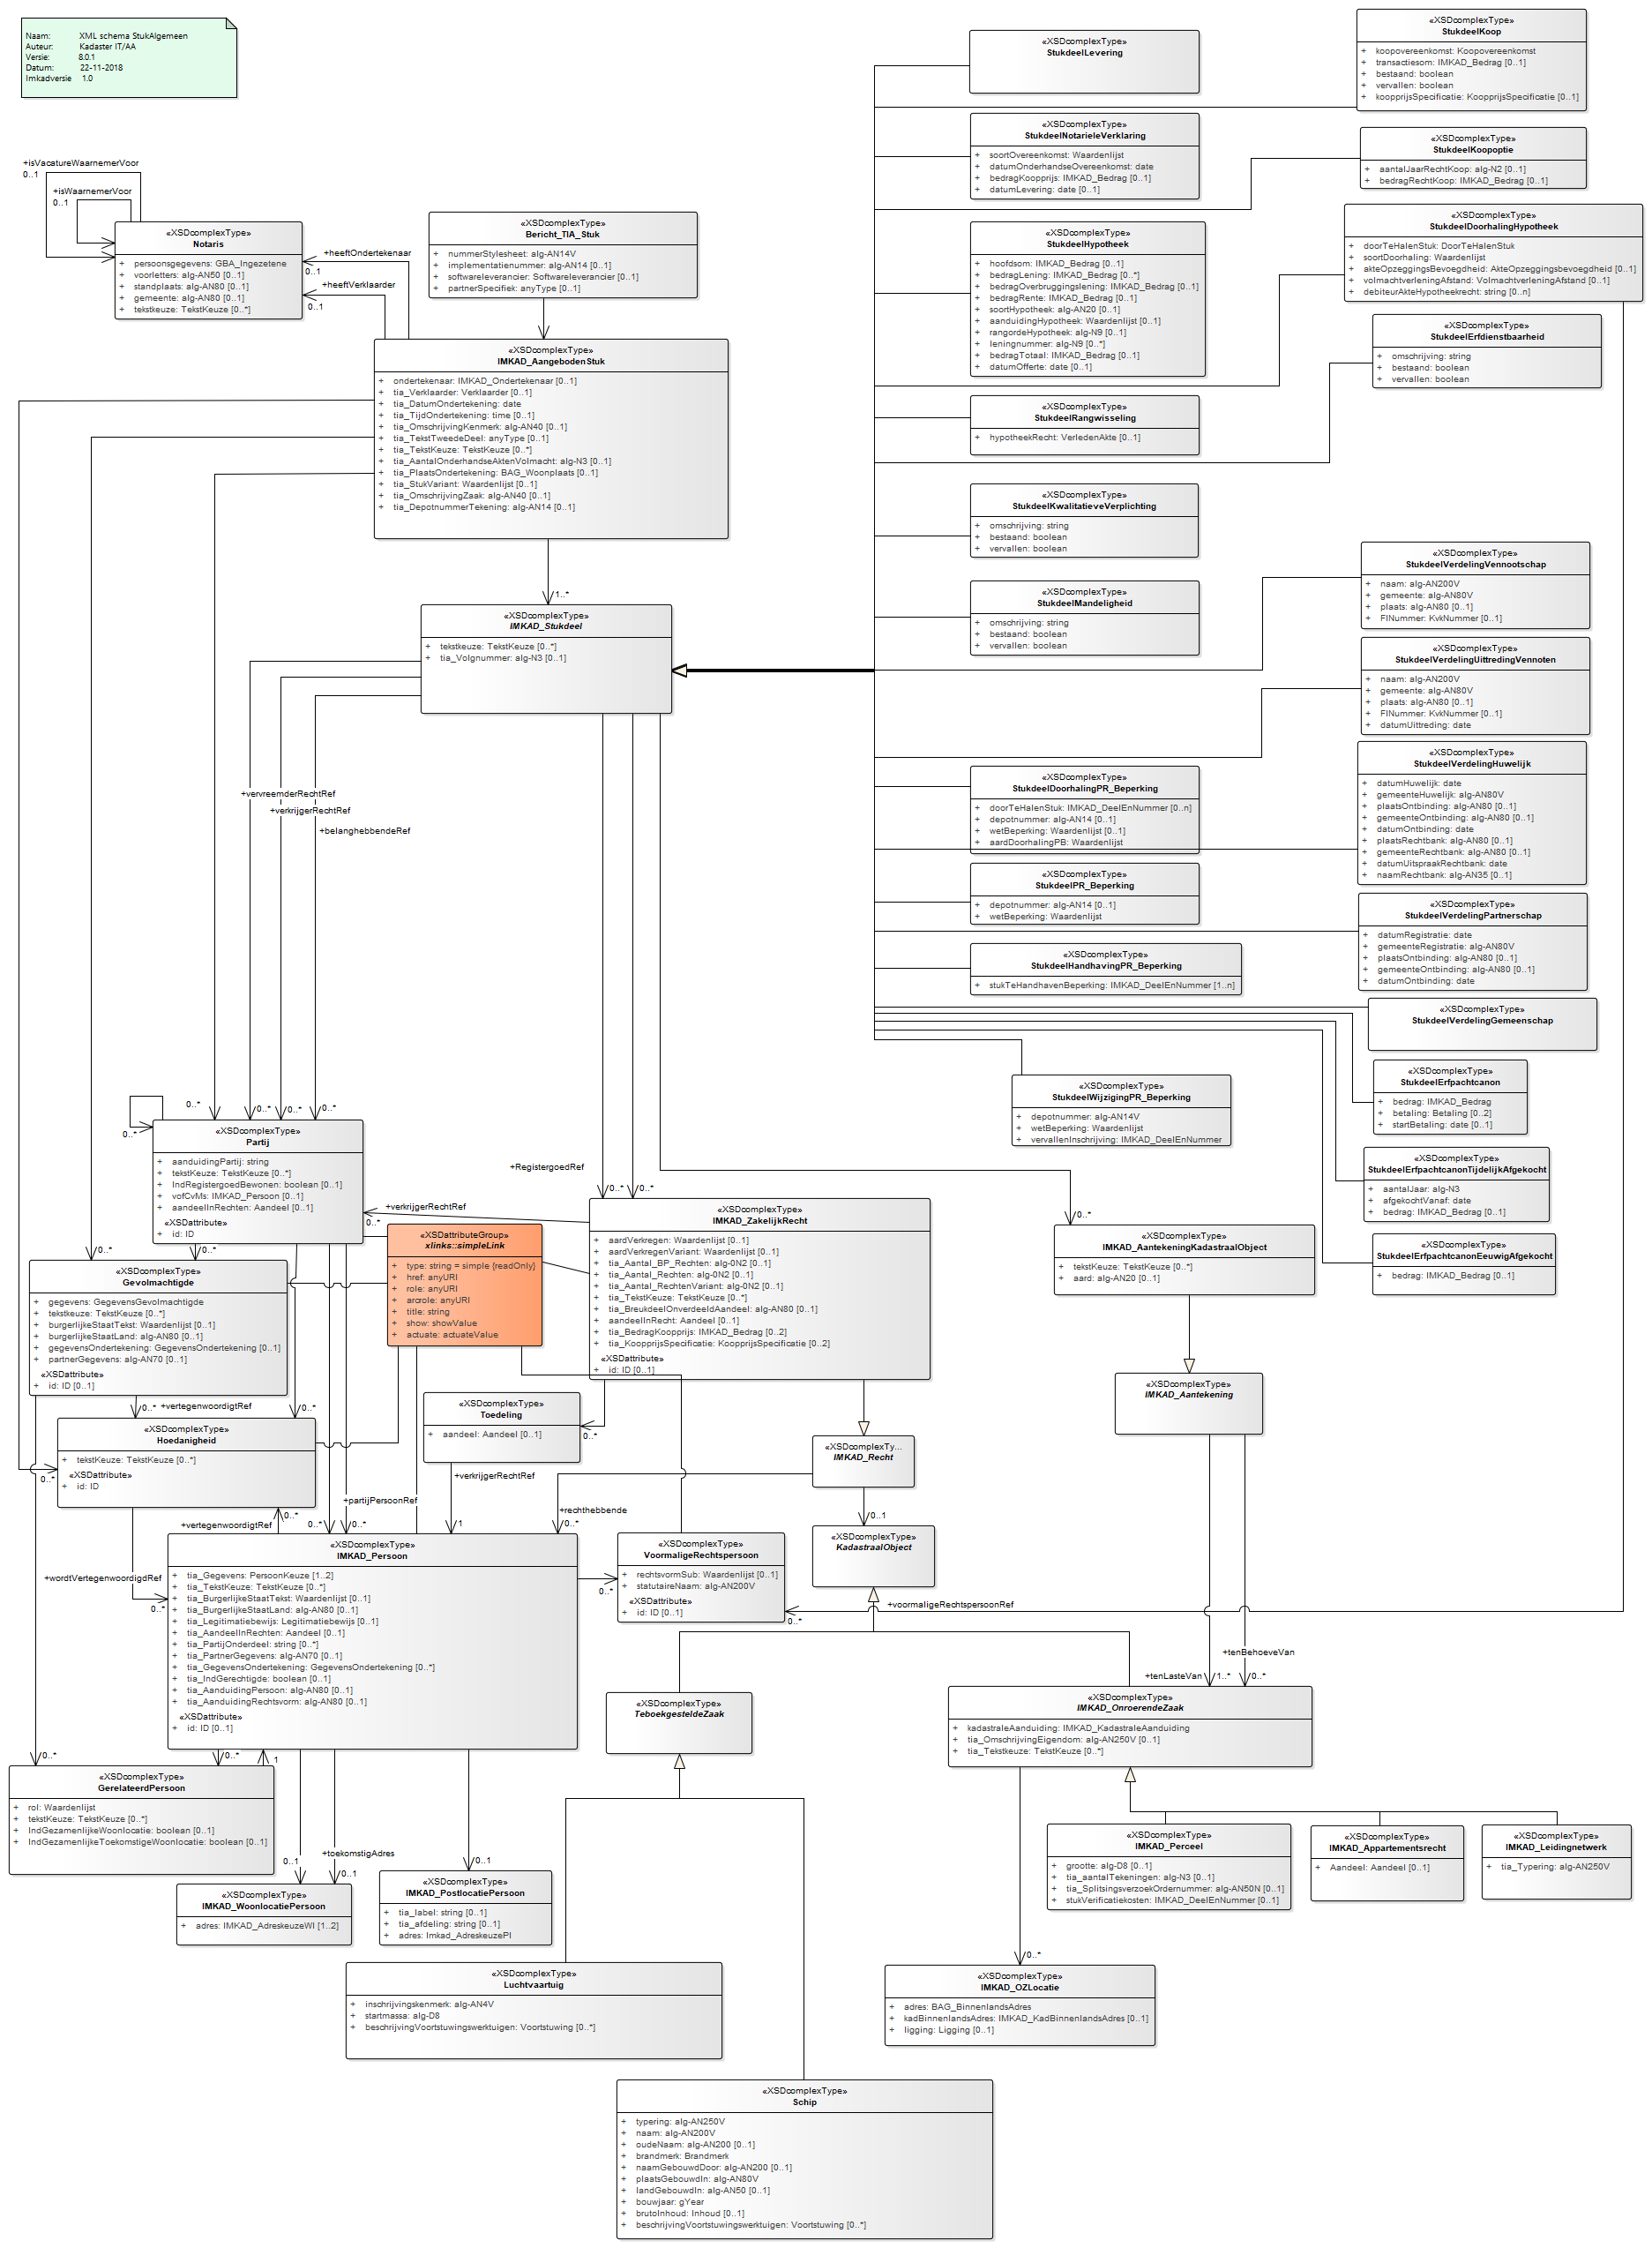 Naam: XML schema StukAlgemeen
Auteur: Kadaster IT/AA
Versie: 8.0.1
Datum: 22-11-2018
Imkadversie 1.0
+isVacatureWaarnemerVoor
0..1
+isWaarnemerVoor
0..1
«XSDcomplexType»
Notaris
+ persoonsgegevens: GBA_Ingezetene
+ voorletters: alg-AN50 [0..1]
+ standplaats: alg-AN80 [0..1]
+ gemeente: alg-AN80 [0..1]
+ tekstkeuze: TekstKeuze [0..*]
+heeftOndertekenaar
0..1
+heeftVerklaarder
0..1
«XSDcomplexType»
Bericht_TIA_Stuk
+ nummerStylesheet: alg-AN14V
+ implementatienummer: alg-AN14 [0..1]
+ softwareleverancier: Softwareleverancier [0..1]
+ partnerSpecifiek: anyType [0..1]
«XSDcomplexType»
IMKAD_AangebodenStuk
+ ondertekenaar: IMKAD_Ondertekenaar [0..1]
+ tia_Verklaarder: Verklaarder [0..1]
+ tia_DatumOndertekening: date
+ tia_TijdOndertekening: time [0..1]
+ tia_OmschrijvingKenmerk: alg-AN40 [0..1]
+ tia_TekstTweedeDeel: anyType [0..1]
+ tia_TekstKeuze: TekstKeuze [0..*]
+ tia_AantalOnderhandseAktenVolmacht: alg-N3 [0..1]
+ tia_PlaatsOndertekening: BAG_Woonplaats [0..1]
+ tia_StukVariant: Waardenlijst [0..1]
+ tia_OmschrijvingZaak: alg-AN40 [0..1]
+ tia_DepotnummerTekening: alg-AN14 [0..1]
1..*
«XSDcomplexType»
IMKAD_Stukdeel
+ tekstkeuze: TekstKeuze [0..*]
+ tia_Volgnummer: alg-N3 [0..1]
+vervreemderRechtRef
+verkrijgerRechtRef
+belanghebbendeRef
«XSDcomplexType»
StukdeelLevering
«XSDcomplexType»
StukdeelKoop
+ koopovereenkomst: Koopovereenkomst
+ transactiesom: IMKAD_Bedrag [0..1]
+ bestaand: boolean
+ vervallen: boolean
+ koopprijsSpecificatie: KoopprijsSpecificatie [0..1]
«XSDcomplexType»
StukdeelNotarieleVerklaring
+ soortOvereenkomst: Waardenlijst
+ datumOnderhandseOvereenkomst: date
+ bedragKoopprijs: IMKAD_Bedrag [0..1]
+ datumLevering: date [0..1]
«XSDcomplexType»
StukdeelKoopoptie
+ aantalJaarRechtKoop: alg-N2 [0..1]
+ bedragRechtKoop: IMKAD_Bedrag [0..1]
«XSDcomplexType»
StukdeelHypotheek
+ hoofdsom: IMKAD_Bedrag [0..1]
+ bedragLening: IMKAD_Bedrag [0..*]
+ bedragOverbruggingslening: IMKAD_Bedrag [0..1]
+ bedragRente: IMKAD_Bedrag [0..1]
+ soortHypotheek: alg-AN20 [0..1]
+ aanduidingHypotheek: Waardenlijst [0..1]
+ rangordeHypotheek: alg-N9 [0..1]
+ leningnummer: alg-N9 [0..*]
+ bedragTotaal: IMKAD_Bedrag [0..1]
+ datumOfferte: date [0..1]
«XSDcomplexType»
StukdeelDoorhalingHypotheek
+ doorTeHalenStuk: DoorTeHalenStuk
+ soortDoorhaling: Waardenlijst
+ akteOpzeggingsBevoegdheid: AkteOpzeggingsbevoegdheid [0..1]
+ volmachtverleningAfstand: VolmachtverleningAfstand [0..1]
+ debiteurAkteHypotheekrecht: string [0..n]
«XSDcomplexType»
StukdeelErfdienstbaarheid
+ omschrijving: string
+ bestaand: boolean
+ vervallen: boolean
«XSDcomplexType»
StukdeelRangwisseling
+ hypotheekRecht: VerledenAkte [0..1]
«XSDcomplexType»
StukdeelKwalitatieveVerplichting
+ omschrijving: string
+ bestaand: boolean
+ vervallen: boolean
«XSDcomplexType»
StukdeelMandeligheid
+ omschrijving: string
+ bestaand: boolean
+ vervallen: boolean
«XSDcomplexType»
StukdeelVerdelingVennootschap
+ naam: alg-AN200V
+ gemeente: alg-AN80V
+ plaats: alg-AN80 [0..1]
+ FINummer: KvkNummer [0..1]
«XSDcomplexType»
StukdeelVerdelingUittredingVennoten
+ naam: alg-AN200V
+ gemeente: alg-AN80V
+ plaats: alg-AN80 [0..1]
+ FINummer: KvkNummer [0..1]
+ datumUittreding: date
«XSDcomplexType»
StukdeelVerdelingHuwelijk
+ datumHuwelijk: date
+ gemeenteHuwelijk: alg-AN80V
+ plaatsOntbinding: alg-AN80 [0..1]
+ gemeenteOntbinding: alg-AN80 [0..1]
+ datumOntbinding: date
+ plaatsRechtbank: alg-AN80 [0..1]
+ gemeenteRechtbank: alg-AN80 [0..1]
+ datumUitspraakRechtbank: date
+ naamRechtbank: alg-AN35 [0..1]
«XSDcomplexType»
StukdeelDoorhalingPR_Beperking
+ doorTeHalenStuk: IMKAD_DeelEnNummer [0..n]
+ depotnummer: alg-AN14 [0..1]
+ wetBeperking: Waardenlijst [0..1]
+ aardDoorhalingPB: Waardenlijst
«XSDcomplexType»
StukdeelPR_Beperking
+ depotnummer: alg-AN14 [0..1]
+ wetBeperking: Waardenlijst
«XSDcomplexType»
StukdeelVerdelingPartnerschap
+ datumRegistratie: date
+ gemeenteRegistratie: alg-AN80V
+ plaatsOntbinding: alg-AN80 [0..1]
+ gemeenteOntbinding: alg-AN80 [0..1]
+ datumOntbinding: date
«XSDcomplexType»
StukdeelHandhavingPR_Beperking
+ stukTeHandhavenBeperking: IMKAD_DeelEnNummer [1..n]
«XSDcomplexType»
StukdeelVerdelingGemeenschap
«XSDcomplexType»
StukdeelWijzigingPR_Beperking
+ depotnummer: alg-AN14V
+ wetBeperking: Waardenlijst
+ vervallenInschrijving: IMKAD_DeelEnNummer
«XSDcomplexType»
StukdeelErfpachtcanon
+ bedrag: IMKAD_Bedrag
+ betaling: Betaling [0..2]
+ startBetaling: date [0..1]
«XSDcomplexType»
StukdeelErfpachtcanonTijdelijkAfgekocht
+ aantalJaar: alg-N3
+ afgekochtVanaf: date
+ bedrag: IMKAD_Bedrag [0..1]
«XSDcomplexType»
StukdeelErfpachtcanonEeuwigAfgekocht
+ bedrag: IMKAD_Bedrag [0..1]
0..* 0..* 0..* 0..*
0..*
«XSDcomplexType»
Partij
+ aanduidingPartij: string
+ tekstKeuze: TekstKeuze [0..*]
+ IndRegistergoedBewonen: boolean [0..1]
+ vofCvMs: IMKAD_Persoon [0..1]
+ aandeelInRechten: Aandeel [0..1]
«XSDattribute»
+ id: ID
+RegistergoedRef
0..* 0..*
+verkrijgerRechtRef
0..*
«XSDcomplexType»
IMKAD_ZakelijkRecht
+ aardVerkregen: Waardenlijst [0..1]
+ aardVerkregenVariant: Waardenlijst [0..1]
+ tia_Aantal_BP_Rechten: alg-0N2 [0..1]
+ tia_Aantal_Rechten: alg-0N2 [0..1]
+ tia_Aantal_RechtenVariant: alg-0N2 [0..1]
+ tia_TekstKeuze: TekstKeuze [0..*]
+ tia_BreukdeelOnverdeeldAandeel: alg-AN80 [0..1]
+ aandeelInRecht: Aandeel [0..1]
+ tia_BedragKoopprijs: IMKAD_Bedrag [0..2]
+ tia_KoopprijsSpecificatie: KoopprijsSpecificatie [0..2]
«XSDattribute»
+ id: ID [0..1]
0..*
«XSDcomplexType»
IMKAD_AantekeningKadastraalObject
+ tekstKeuze: TekstKeuze [0..*]
+ aard: alg-AN20 [0..1]
«XSDattributeGroup»
xlinks::simpleLink
+ type: string = simple {readOnly}
+ href: anyURI
+ role: anyURI
+ arcrole: anyURI
+ title: string
+ show: showValue
+ actuate: actuateValue
0..* 0..*
«XSDcomplexType»
Gevolmachtigde
+ gegevens: GegevensGevolmachtigde
+ tekstkeuze: TekstKeuze [0..*]
+ burgerlijkeStaatTekst: Waardenlijst [0..1]
+ burgerlijkeStaatLand: alg-AN80 [0..1]
+ gegevensOndertekening: GegevensOndertekening [0..1]
+ partnerGegevens: alg-AN70 [0..1]
«XSDattribute»
+ id: ID [0..1]
0..* +vertegenwoordigtRef 0..*
«XSDcomplexType»
Hoedanigheid
+ tekstKeuze: TekstKeuze [0..*]
«XSDattribute»
+ id: ID
0..*
«XSDcomplexType»
Toedeling
+ aandeel: Aandeel [0..1]
0..*
+verkrijgerRechtRef
1
«XSDcomplexTy...
IMKAD_Recht
+rechthebbende
0..*
0..1
«XSDcomplexType»
IMKAD_Aantekening
«XSDcomplexType»
KadastraalObject
+partijPersoonRef
0..* 0..*
+vertegenwoordigtRef 0..*
+wordtVertegenwoordigdRef
0..*
«XSDcomplexType»
IMKAD_Persoon
+ tia_Gegevens: PersoonKeuze [1..2]
+ tia_TekstKeuze: TekstKeuze [0..*]
+ tia_BurgerlijkeStaatTekst: Waardenlijst [0..1]
+ tia_BurgerlijkeStaatLand: alg-AN80 [0..1]
+ tia_Legitimatiebewijs: Legitimatiebewijs [0..1]
+ tia_AandeelInRechten: Aandeel [0..1]
+ tia_PartijOnderdeel: string [0..*]
+ tia_PartnerGegevens: alg-AN70 [0..1]
+ tia_GegevensOndertekening: GegevensOndertekening [0..*]
+ tia_IndGerechtigde: boolean [0..1]
+ tia_AanduidingPersoon: alg-AN80 [0..1]
+ tia_AanduidingRechtsvorm: alg-AN80 [0..1]
«XSDattribute»
+ id: ID [0..1]
0..*
«XSDcomplexType»
VoormaligeRechtspersoon
+ rechtsvormSub: Waardenlijst [0..1]
+ statutaireNaam: alg-AN200V
«XSDattribute»
+ id: ID [0..1]
+voormaligeRechtspersoonRef
0..*
+tenBehoeveVan
+tenLasteVan 1..* 0..*
«XSDcomplexType»
TeboekgesteldeZaak
«XSDcomplexType»
IMKAD_OnroerendeZaak
+ kadastraleAanduiding: IMKAD_KadastraleAanduiding
+ tia_OmschrijvingEigendom: alg-AN250V [0..1]
+ tia_Tekstkeuze: TekstKeuze [0..*]
0..* 0..* 1
«XSDcomplexType»
GerelateerdPersoon
+ rol: Waardenlijst
+ tekstKeuze: TekstKeuze [0..*]
+ IndGezamenlijkeWoonlocatie: boolean [0..1]
+ IndGezamenlijkeToekomstigeWoonlocatie: boolean [0..1]
+toekomstigAdres
0..1 0..1
0..1
«XSDcomplexType»
IMKAD_WoonlocatiePersoon
+ adres: IMKAD_AdreskeuzeWl [1..2]
«XSDcomplexType»
IMKAD_PostlocatiePersoon
+ tia_label: string [0..1]
+ tia_afdeling: string [0..1]
+ adres: Imkad_AdreskeuzePl
«XSDcomplexType»
IMKAD_Perceel
+ grootte: alg-D8 [0..1]
+ tia_aantalTekeningen: alg-N3 [0..1]
+ tia_SplitsingsverzoekOrdernummer: alg-AN50N [0..1]
+ stukVerificatiekosten: IMKAD_DeelEnNummer [0..1]
«XSDcomplexType»
IMKAD_Appartementsrecht
+ Aandeel: Aandeel [0..1]
«XSDcomplexType»
IMKAD_Leidingnetwerk
+ tia_Typering: alg-AN250V
0..*
«XSDcomplexType»
IMKAD_OZLocatie
+ adres: BAG_BinnenlandsAdres
+ kadBinnenlandsAdres: IMKAD_KadBinnenlandsAdres [0..1]
+ ligging: Ligging [0..1]
«XSDcomplexType»
Luchtvaartuig
+ inschrijvingskenmerk: alg-AN4V
+ startmassa: alg-D8
+ beschrijvingVoortstuwingswerktuigen: Voortstuwing [0..*]
«XSDcomplexType»
Schip
+ typering: alg-AN250V
+ naam: alg-AN200V
+ oudeNaam: alg-AN200 [0..1]
+ brandmerk: Brandmerk
+ naamGebouwdDoor: alg-AN200 [0..1]
+ plaatsGebouwdIn: alg-AN80V
+ landGebouwdIn: alg-AN50 [0..1]
+ bouwjaar: gYear
+ brutoInhoud: Inhoud [0..1]
+ beschrijvingVoortstuwingswerktuigen: Voortstuwing [0..*]